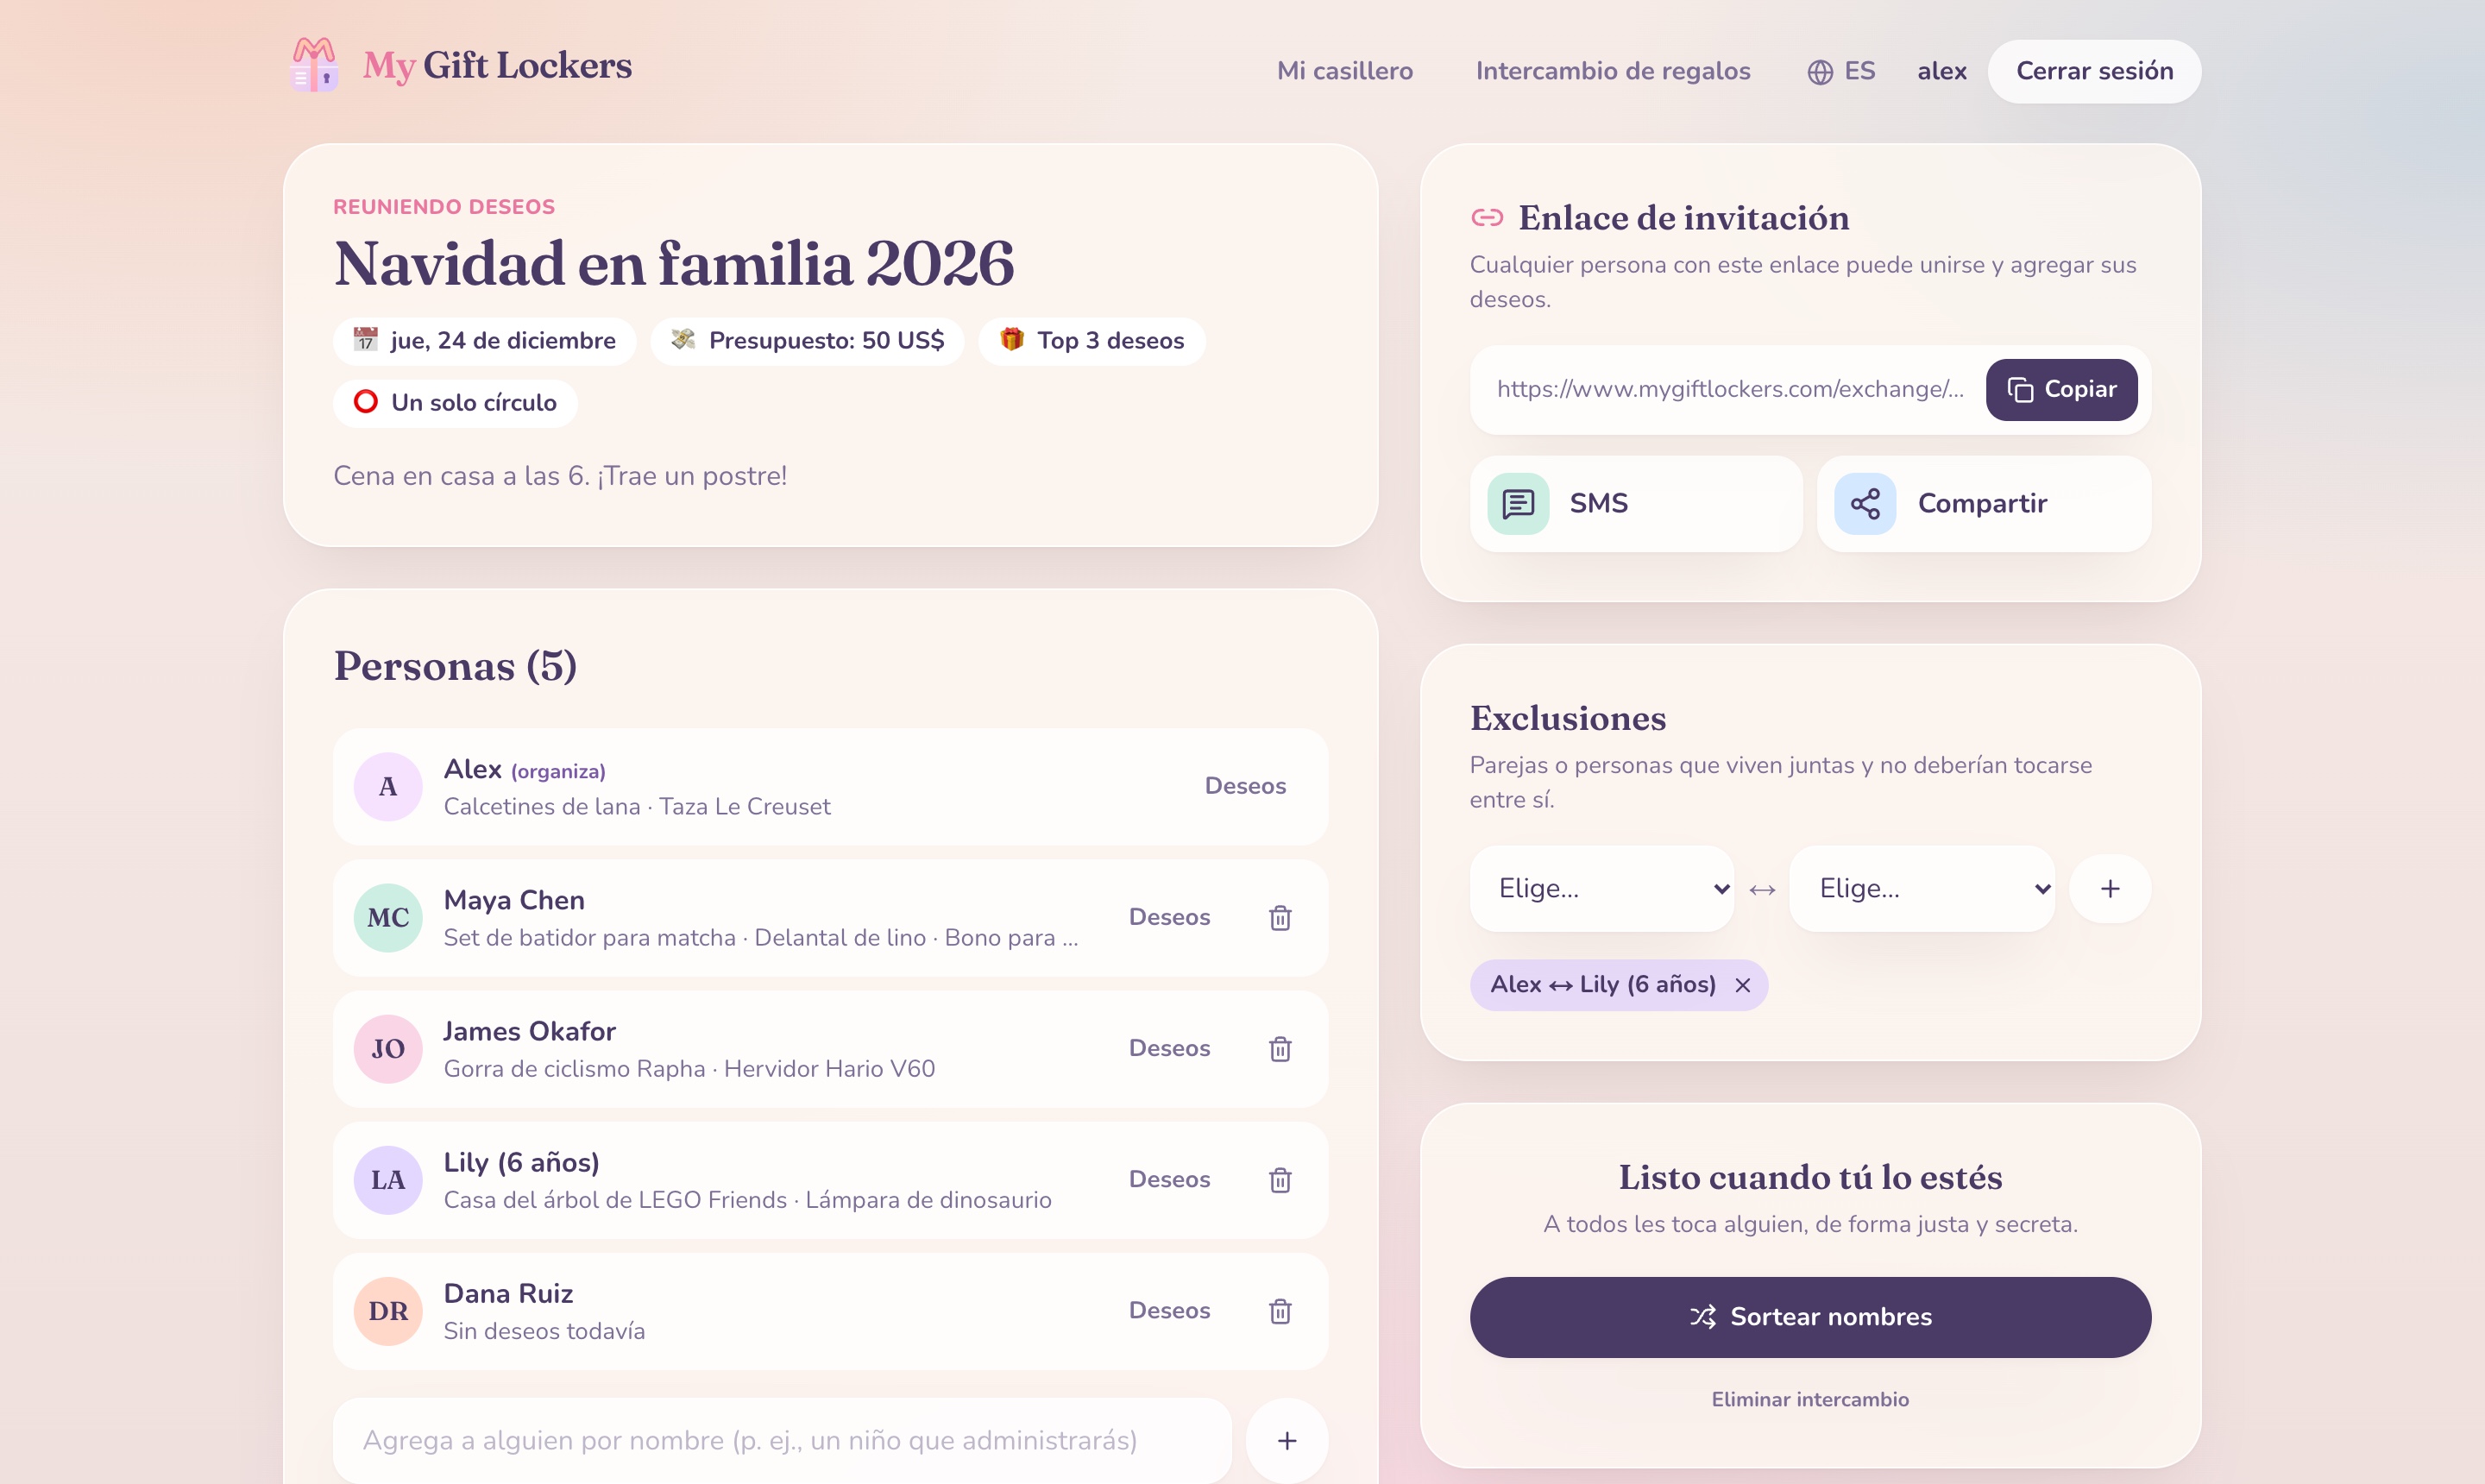 My Gift Lockers
Mi casillero
Intercambio de regalos
ES
alex
Cerrar sesión
REUNIENDO DESEOS
Navidad en familia 2026
17 jue, 24 de diciembre
Presupuesto: 50 US$
Top 3 deseos
Un solo círculo
Cena en casa a las 6. ¡Trae un postre!
Personas (5)
A
Alex (organiza)
Calcetines de lana · Taza Le Creuset
Deseos
MC
Maya Chen
Set de batidor para matcha · Delantal de lino · Bono para ...
Deseos
JO
James Okafor
Gorra de ciclismo Rapha · Hervidor Hario V60
Deseos
LA
Lily (6 años)
Casa del árbol de LEGO Friends · Lámpara de dinosaurio
Deseos
DR
Dana Ruiz
Sin deseos todavía
Deseos
Agrega a alguien por nombre (p. ej., un niño que administrarás)
+
Enlace de invitación
Cualquier persona con este enlace puede unirse y agregar sus
deseos.
https://www.mygiftlockers.com/exchange/...
Copiar
SMS
Compartir
Exclusiones
Parejas o personas que viven juntas y no deberían tocarse
entre sí.
Elige...
↔
Elige...
+
Alex ↔ Lily (6 años) ×
Listo cuando tú lo estés
A todos les toca alguien, de forma justa y secreta.
Sortear nombres
Eliminar intercambio